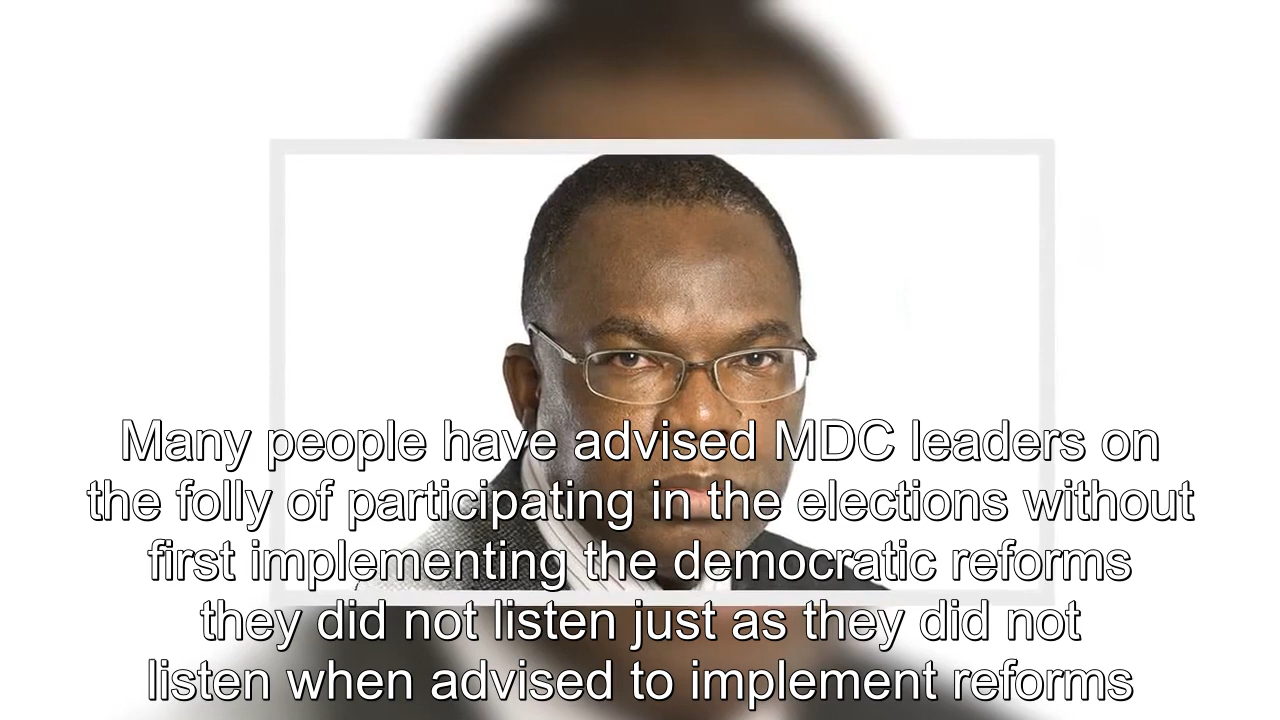 Many people have advised MDC leaders on
the folly of participating in the elections without
first implementing the democratic reforms
they did not listen just as they did not
listen when advised to implement reforms